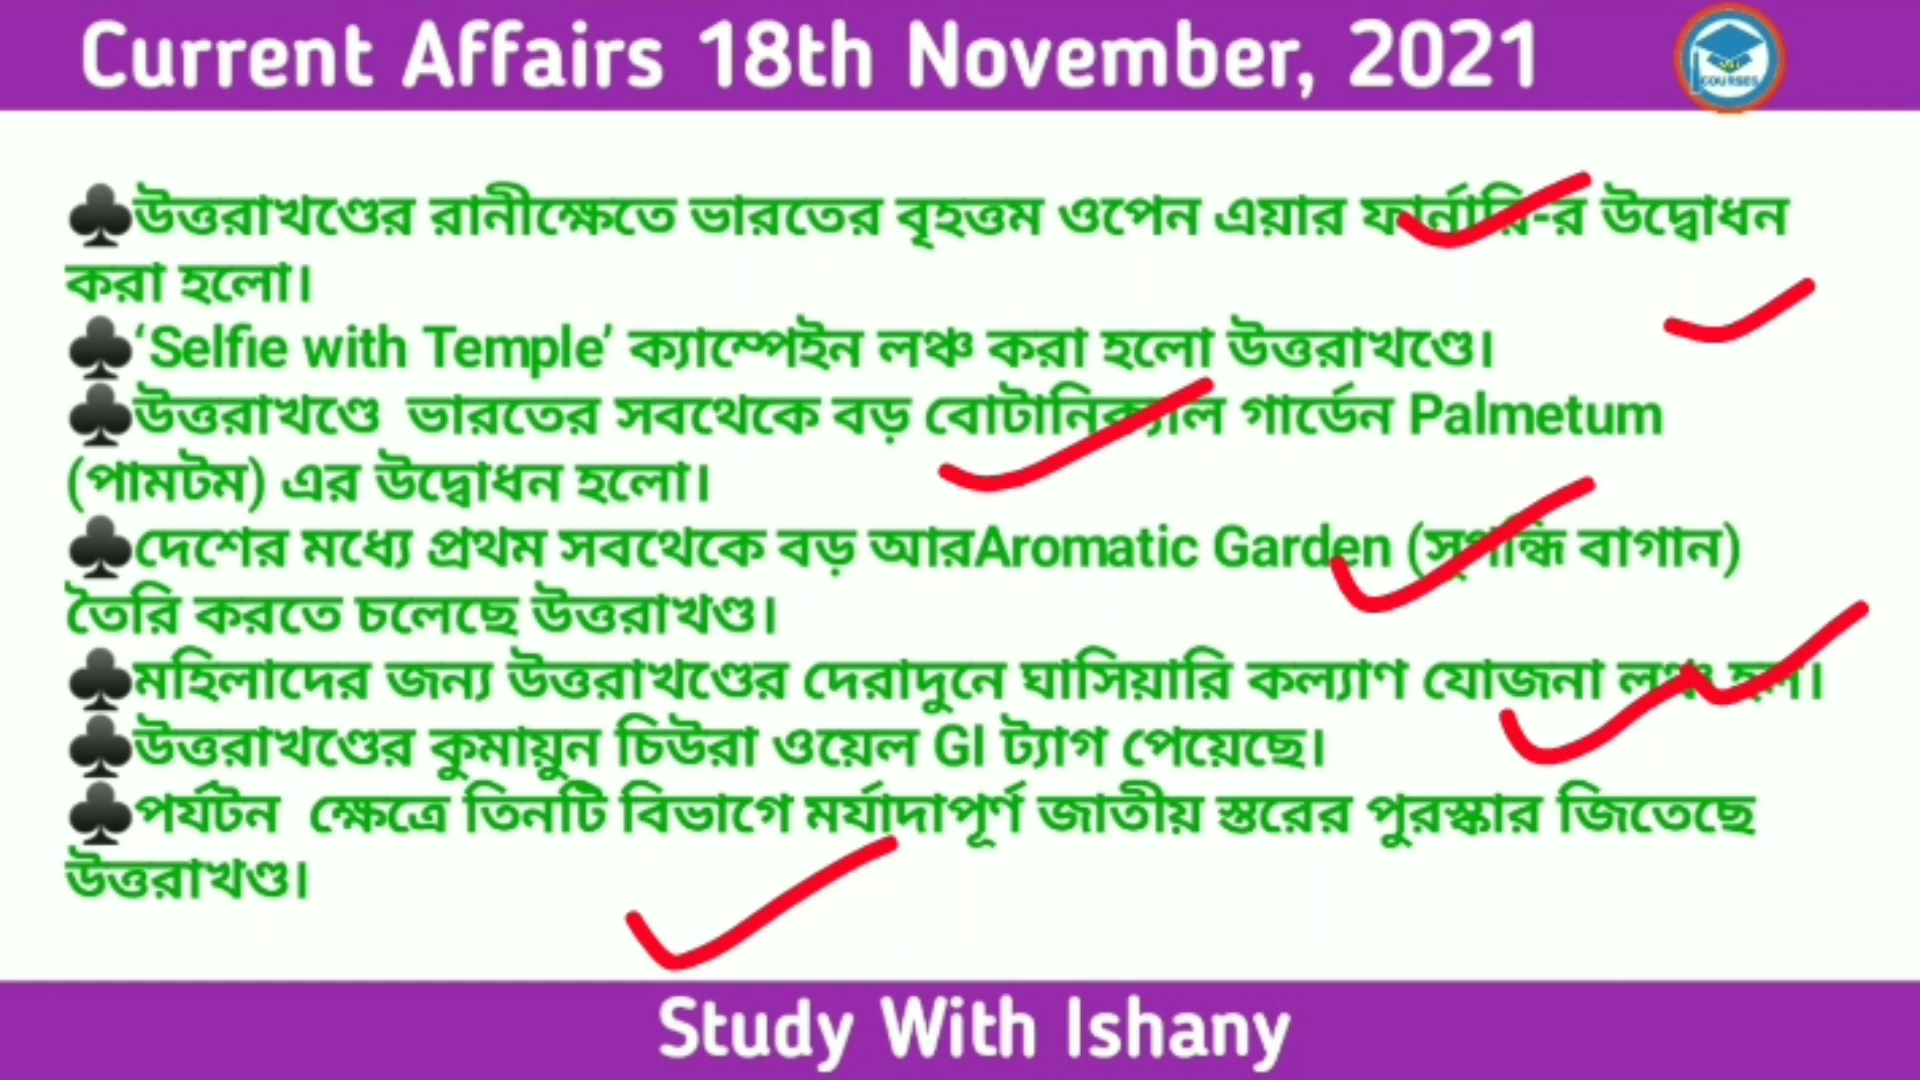 Current Affairs 18th November, 2021
COURSES
♣উত্তরাখণ্ডের রানীক্ষেতে ভারতের বৃহত্তম ওপেন এয়ার ফার্নারি-র উদ্বোধন
করা হলো।
♣‘Selfie with Temple’ ক্যাম্পেইন লঞ্চ করা হলো উত্তরাখণ্ডে।
♣উত্তরাখণ্ডে ভারতের সবথেকে বড় বোটানিক্যাল গার্ডেন Palmetum
(পামটম) এর উদ্বোধন হলো।
♣দেশের মধ্যে প্রথম সবথেকে বড় আরAromatic Garden (সুগন্ধি বাগান)
তৈরি করতে চলেছে উত্তরাখণ্ড।
♣মহিলাদের জন্য উত্তরাখণ্ডের দেরাদুনে ঘাসিয়ারি কল্যাণ যোজনা লঞ্চ হল।
♣উত্তরাখণ্ডের কুমায়ুন চিউরা ওয়েল GI ট্যাগ পেয়েছে।
♣পর্যটন ক্ষেত্রে তিনটি বিভাগে মর্যাদাপূর্ণ জাতীয় স্তরের পুরস্কার জিতেছে
উত্তরাখণ্ড।
Study With Ishany